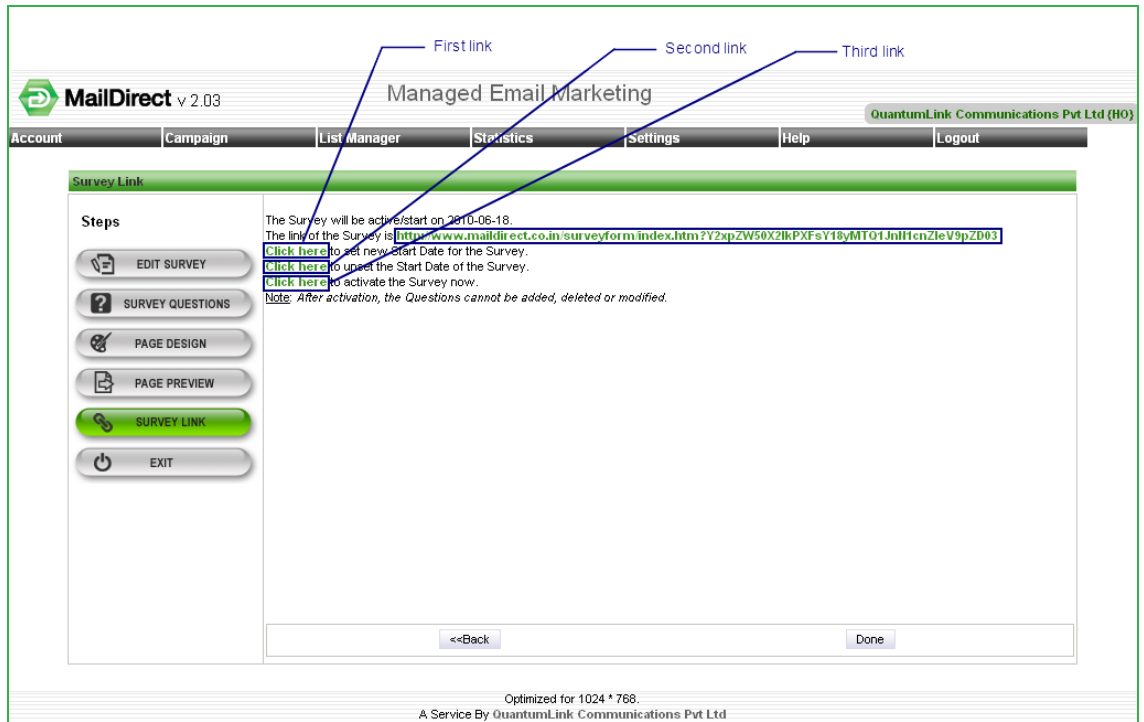 First link
Second link
Third link
MailDirect v 2.03
Managed Email Marketing
QuantumLink Communications Pvt Ltd {HO}
Account Campaign List Manager Statistics Settings Help Logout
Survey Link
Steps
EDIT SURVEY
SURVEY QUESTIONS
PAGE DESIGN
PAGE PREVIEW
SURVEY LINK
EXIT
The Survey will be active/start on 2010-06-18.
The link of the Survey is http://www.maildirect.co.in/surveyform/index.htm?Y2xpZW50X2lkPXFsY18yMTQ1JnN1cnZleV9pZD03
Click here to set new Start Date for the Survey.
Click here to unset the Start Date of the Survey.
Click here to activate the Survey now.
Note: After activation, the Questions cannot be added, deleted or modified.
<<Back
Done
Optimized for 1024 * 768.
A Service By QuantumLink Communications Pvt Ltd